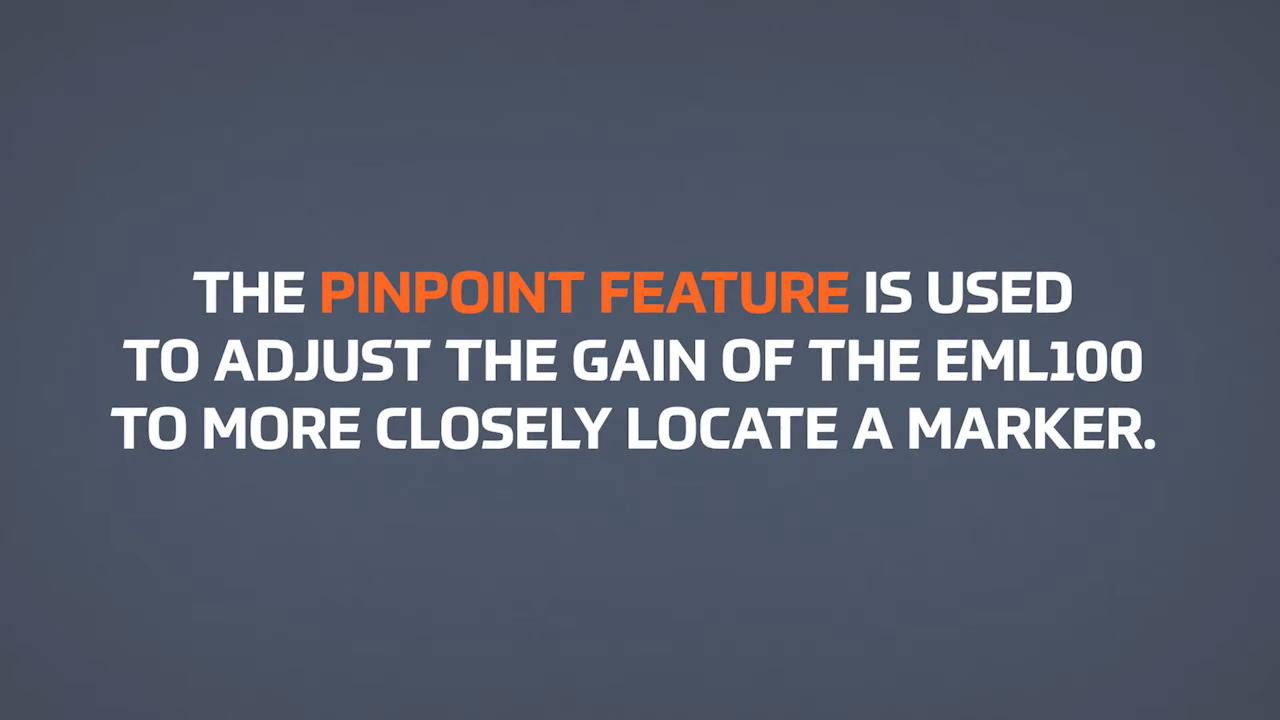 THE PINPOINT FEATURE IS USED
TO ADJUST THE GAIN OF THE EML100
TO MORE CLOSELY LOCATE A MARKER.